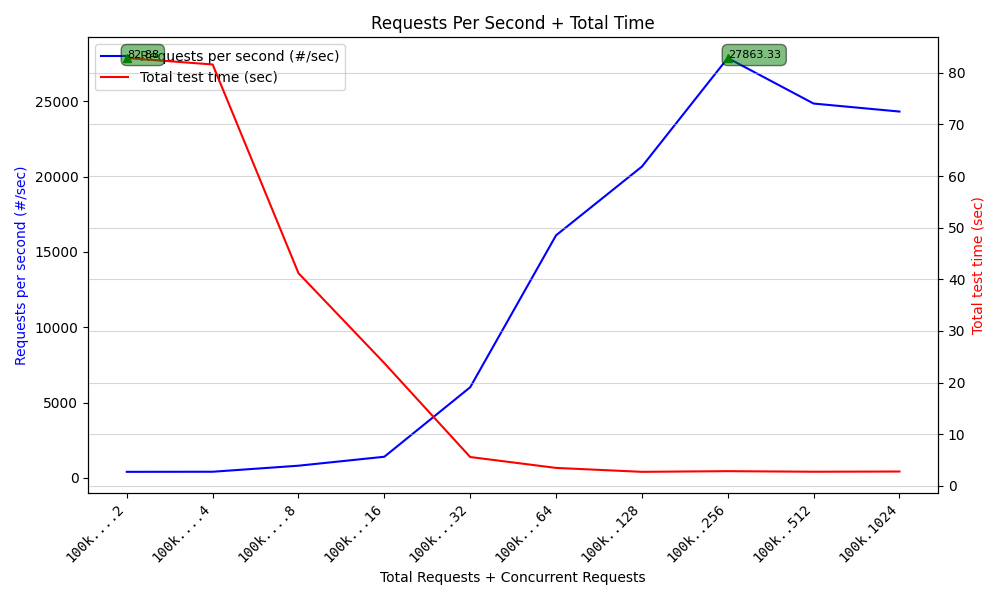 Requests Per Second + Total Time
82.88
Requests per second (#/sec)
Total test time (sec)
27863.33
Requests per second (#/sec)
25000
20000
15000
10000
5000
0
80
70
60
50
40
30
20
10
0
Total test time (sec)
100k....2
100k....4
100k....8
100k...16
100k...32
100k...64
100k..128
100k..256
100k..512
100k.1024
Total Requests + Concurrent Requests